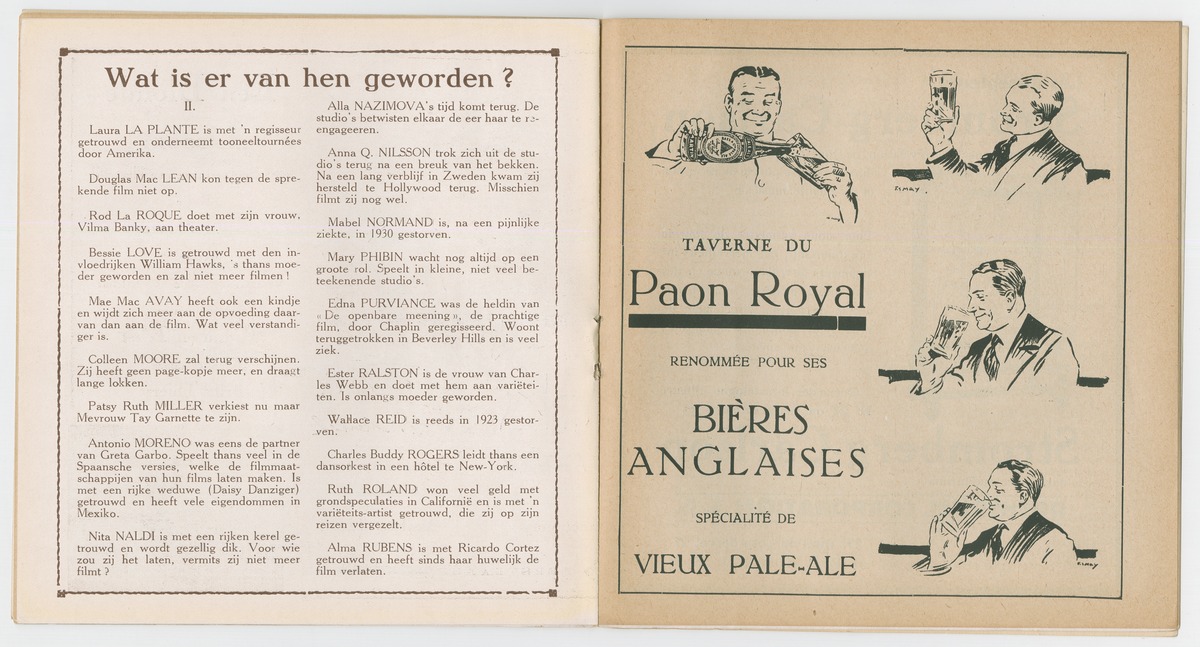 Wat is er van hen geworden ?
II.
Laura LA PLANTE is met 'n regisseur
getrouwd en onderneemt tooneeltournées
door Amerika.
Douglas Mac LEAN kon tegen de spre-
kende film niet op.
Rod La ROQUE doet met zijn vrouw,
Vilma Banky, aan theater.
Bessie LOVE is getrouwd met den in-
vloedrijken William Hawks, 's thans moe-
der geworden en zal niet meer filmen !
Mae Mac AVAY heeft ook een kindje
en wijdt zich meer aan de opvoeding daar-
van dan aan de film. Wat veel verstandi-
ger is.
Colleen MOORE zal terug verschijnen.
Zij heeft geen page-kopje meer, en draagt
lange lokken.
Patsy Ruth MILLER verkiest nu maar
Mevrouw Tay Garnette te zijn.
Antonio MORENO was eens de partner
van Greta Garbo. Speelt thans veel in de
Spaansche versies, welke de filmmaat-
schappijen van hun films laten maken. Is
met een rijke weduwe (Daisy Danziger)
getrouwd en heeft vele eigendommen in
Mexiko.
Nita NALDI is met een rijken kerel ge-
trouwd en wordt gezellig dik. Voor wie
zou zij het laten, vermits zij niet meer
filmt ?
Alla NAZIMOVA's tijd komt terug. De
studio's betwisten elkaar de eer haar te re-
engageeren.
Anna Q. NILSSON trok zich uit de stu-
dio's terug na een breuk van het bekken.
Na een lang verblijf in Zweden kwam zij
hersteld te Hollywood terug. Misschien
filmt zij nog wel.
Mabel NORMAND is, na een pijnlijke
ziekte, in 1930 gestorven.
Mary PHIBIN wacht nog altijd op een
groote rol. Speelt in kleine, niet veel be-
teekenende studio's.
Edna PURVIANCE was de heldin van
« De openbare meening », de prachtige
film, door Chaplin geregisseerd. Woont
teruggetrokken in Beverley Hills en is veel
ziek.
Ester RALSTON is de vrouw van Char-
les Webb en doet met hem aan variëtei-
ten. Is onlangs moeder geworden.
Wallace REID is reeds in 1923 gestor-
ven.
Charles Buddy ROGERS leidt thans een
dansorkest in een hôtel te New-York.
Ruth ROLAND won veel geld met
grondspeculaties in Californië en is met 'n
variëteits-artist getrouwd, die zij op zijn
reizen vergezelt.
Alma RUBENS is met Ricardo Cortez
getrouwd en heeft sinds haar huwelijk de
film verlaten.
TAVERNE DU
Paon Royal
RENOMMÉE POUR SES
BIÈRES
ANGLAISES
SPÉCIALITÉ DE
VIEUX PALE-ALE